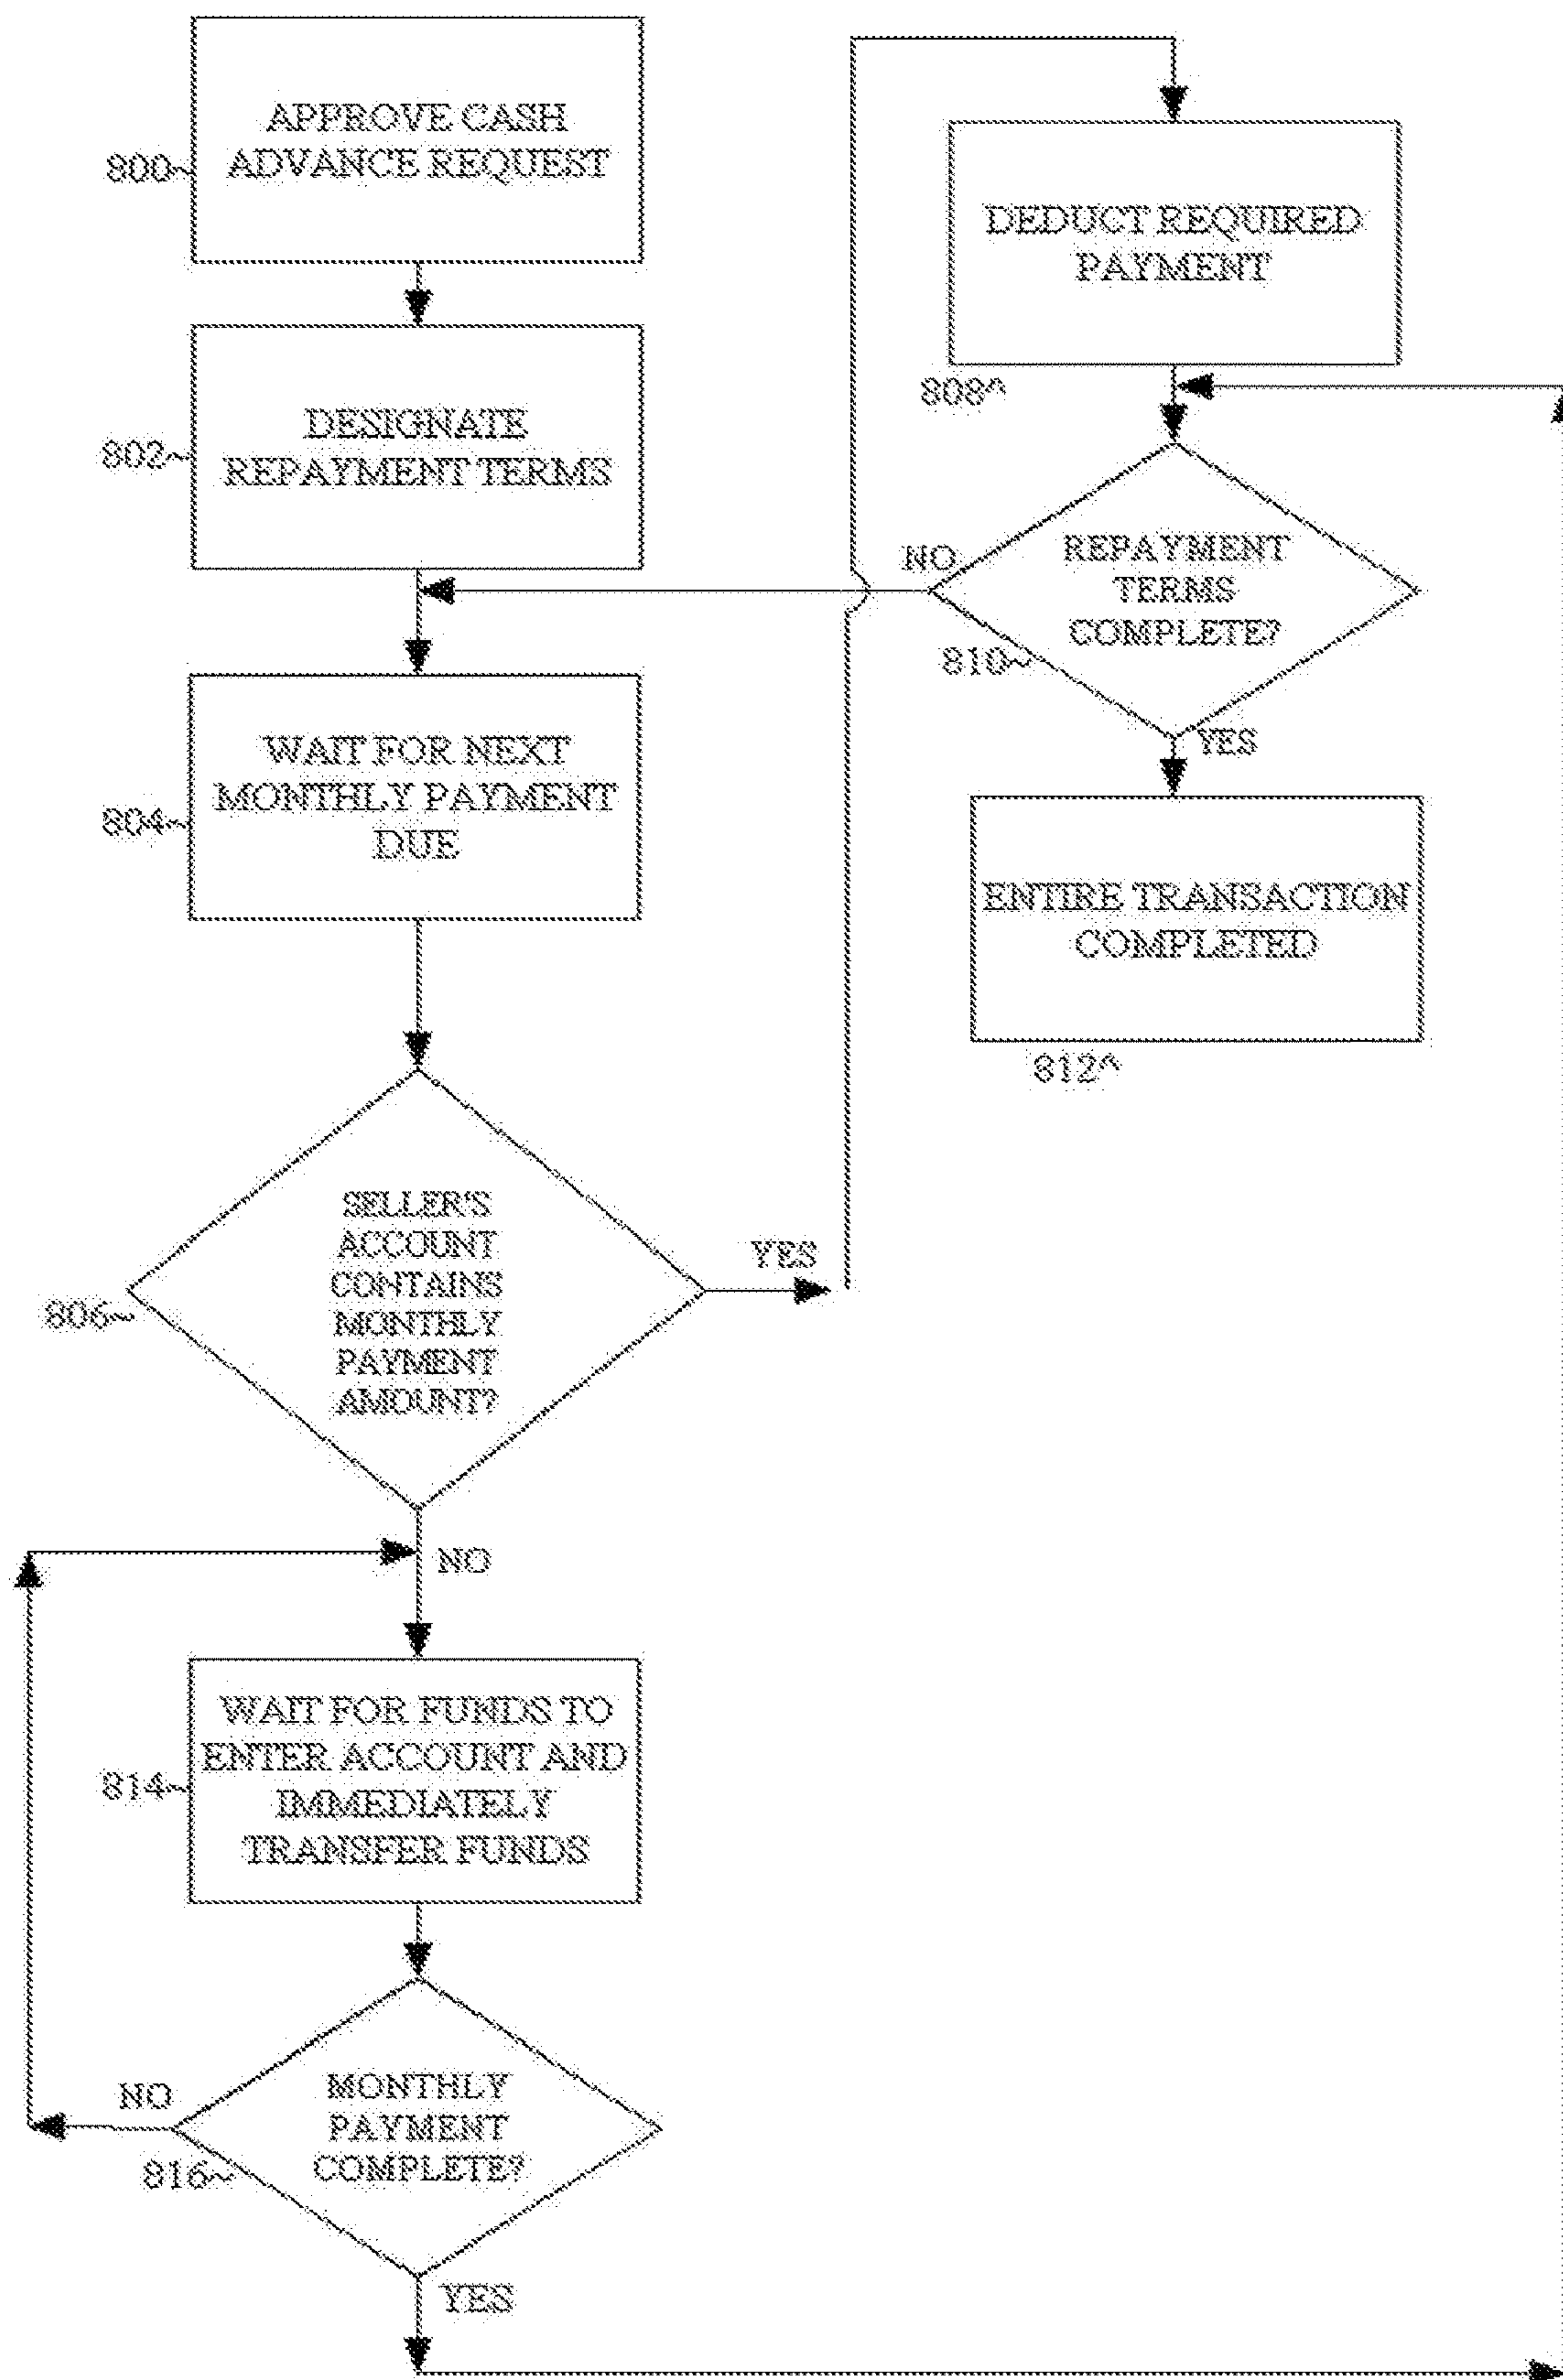 APPROVE CASH
ADVANCE REQUEST
800~
DESIGNATE
REPAYMENT TERMS
802~
WAIT FOR NEXT
MONTHLY PAYMENT
DUE
804~
SELLER'S
ACCOUNT
CONTAINS
MONTHLY
PAYMENT
AMOUNT?
806~
YES
NO
WAIT FOR FUNDS TO
ENTER ACCOUNT AND
IMMEDIATELY
TRANSFER FUNDS
814~
MONTHLY
PAYMENT
COMPLETE?
NO
816~
YES
DEDUCT REQUIRED
PAYMENT
808^
REPAYMENT
TERMS
COMPLETE?
NO
810~
YES
ENTIRE TRANSACTION
COMPLETED
812^